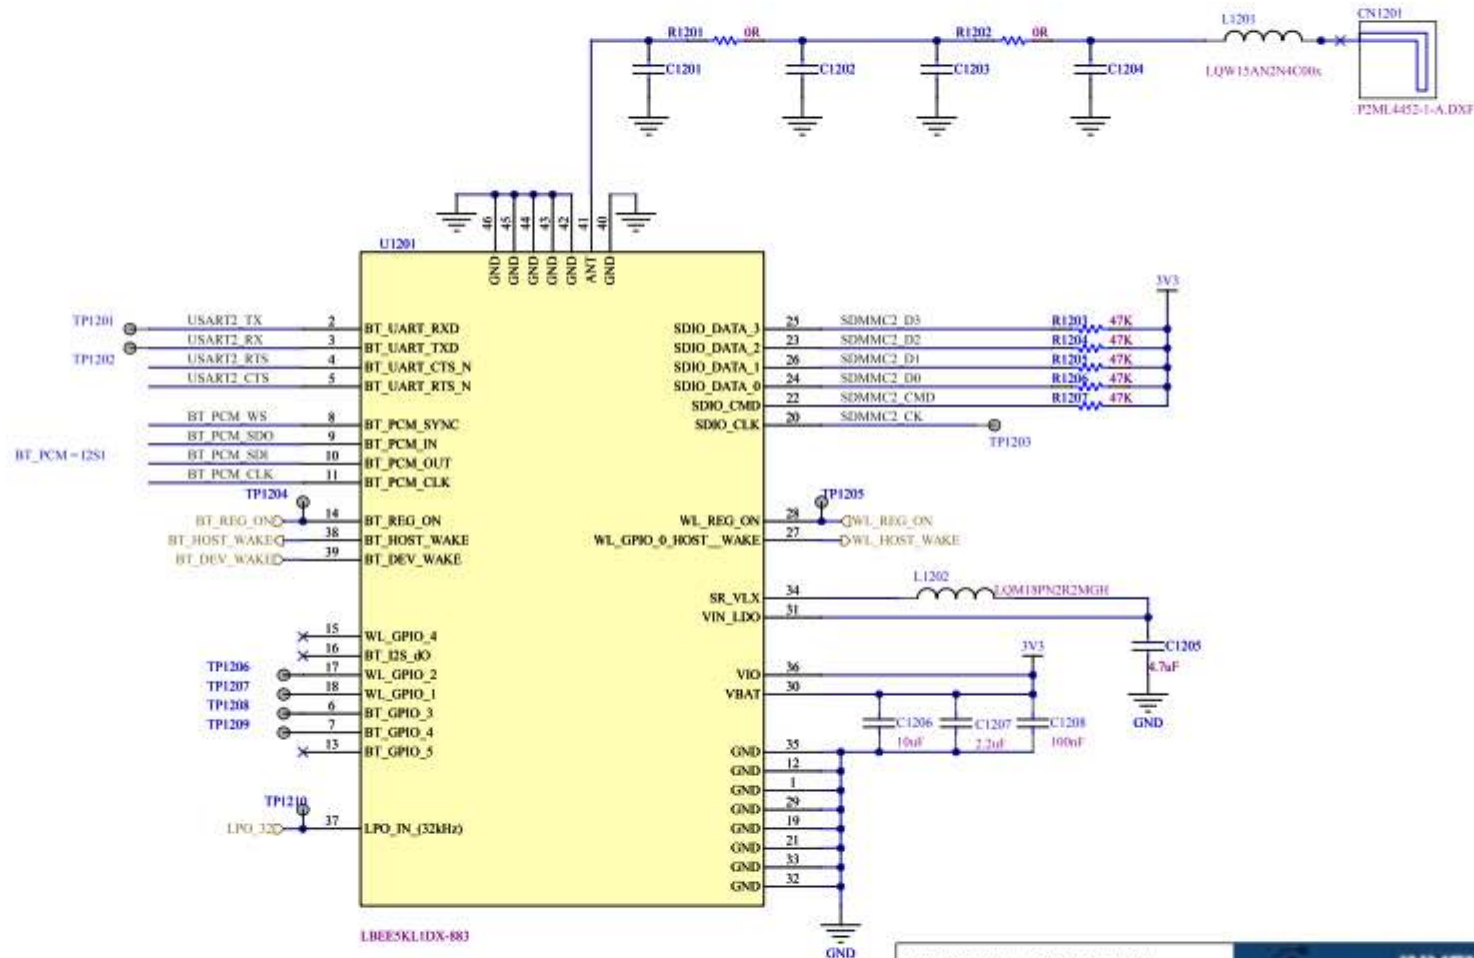 L1201 CN1201
R1201 0R R1202 0R
C1201 C1202 C1203 C1204
LQW15AN2N4C00x
P2ML4452-1-A.DXF
46 45 44 43 42 41 40
U1201
GND GND GND GND GND ANT GND
3V3
TP1201 USART2_TX 2 BT_UART_RXD SDIO_DATA_3 25 SDMMC2_D3 R1203 47K
USART2_RX 3 BT_UART_TXD SDIO_DATA_2 23 SDMMC2_D2 R1204 47K
TP1202 USART2_RTS 4 BT_UART_CTS_N SDIO_DATA_1 26 SDMMC2_D1 R1205 47K
USART2_CTS 5 BT_UART_RTS_N SDIO_DATA_0 24 SDMMC2_D0 R1206 47K
SDIO_CMD 22 SDMMC2_CMD R1207 47K
BT_PCM_WS 8 BT_PCM_SYNC SDIO_CLK 20 SDMMC2_CK
BT_PCM_SDO 9 BT_PCM_IN TP1203
BT_PCM = I2S1 BT_PCM_SDI 10 BT_PCM_OUT
BT_PCM_CLK 11 BT_PCM_CLK
TP1204 TP1205
BT_REG_ON 14 BT_REG_ON WL_REG_ON 28 WL_REG_ON
BT_HOST_WAKE 38 BT_HOST_WAKE WL_GPIO_0_HOST__WAKE 27 WL_HOST_WAKE
BT_DEV_WAKE 39 BT_DEV_WAKE
L1202
SR_VLX 34 LQM18PN2R2MGH
VIN_LDO 31
15 WL_GPIO_4
16 BT_I2S_dO 3V3 C1205
TP1206 17 WL_GPIO_2 VIO 36 4.7uF
TP1207 18 WL_GPIO_1 VBAT 30
TP1208 6 BT_GPIO_3 C1206 C1207 C1208 GND
TP1209 7 BT_GPIO_4 10uF 2.2uF 100nF
13 BT_GPIO_5 GND 35
GND 12
GND 1
TP1210 GND 29
LPO_32 37 LPO_IN_(32kHz) GND 19
GND 21
GND 33
GND 32
LBEE5KL1DX-883
GND